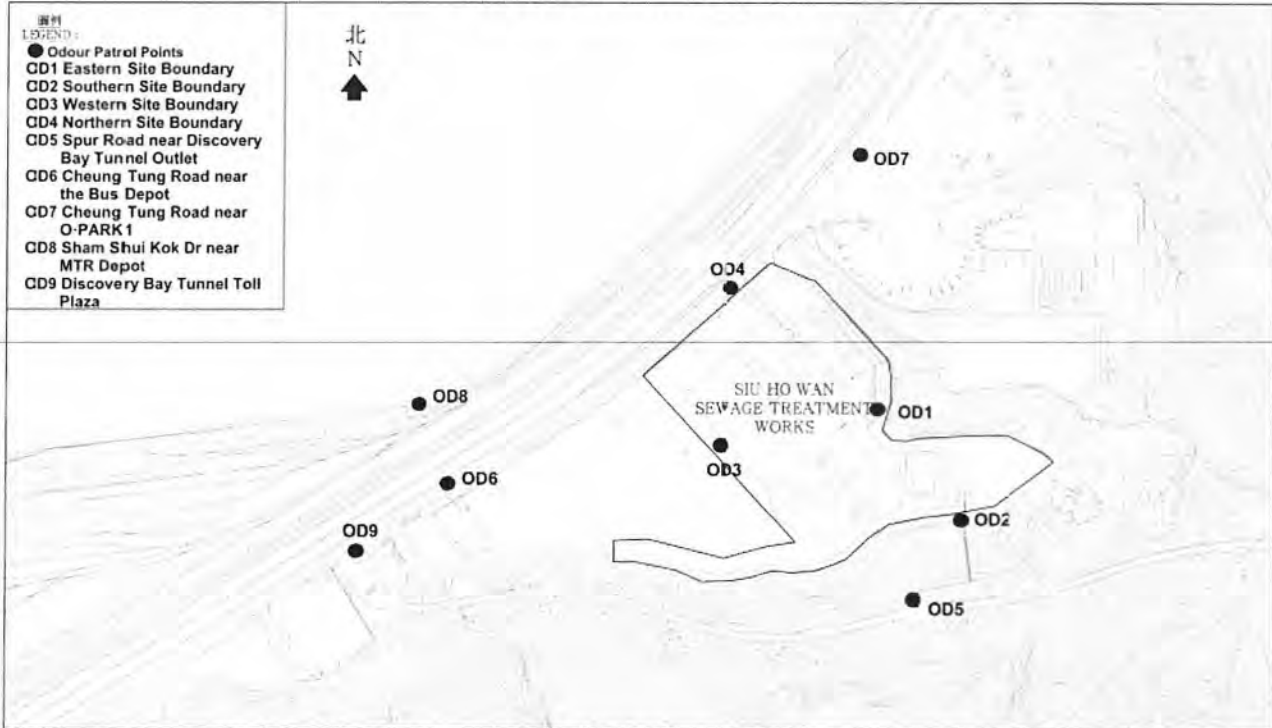 圖例
LEGEND :
Odour Patrol Points
OD1 Eastern Site Boundary
OD2 Southern Site Boundary
OD3 Western Site Boundary
OD4 Northern Site Boundary
OD5 Spur Road near Discovery
Bay Tunnel Outlet
OD6 Cheung Tung Road near
the Bus Depot
OD7 Cheung Tung Road near
O-PARK1
OD8 Sham Shui Kok Dr near
MTR Depot
OD9 Discovery Bay Tunnel Toll
Plaza
北
N
OD7
OD4
SIU HO WAN
SEWAGE TREATMENT
WORKS
OD8
OD1
OD3
OD6
OD2
OD9
OD5